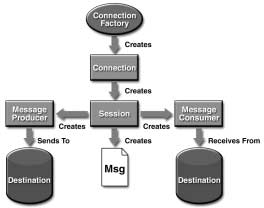 Connection
Factory
Creates
Connection
Creates
Message
Producer
Session
Message
Consumer
Creates
Creates
Sends To
Creates
Receives From
Destination
Msg
Destination